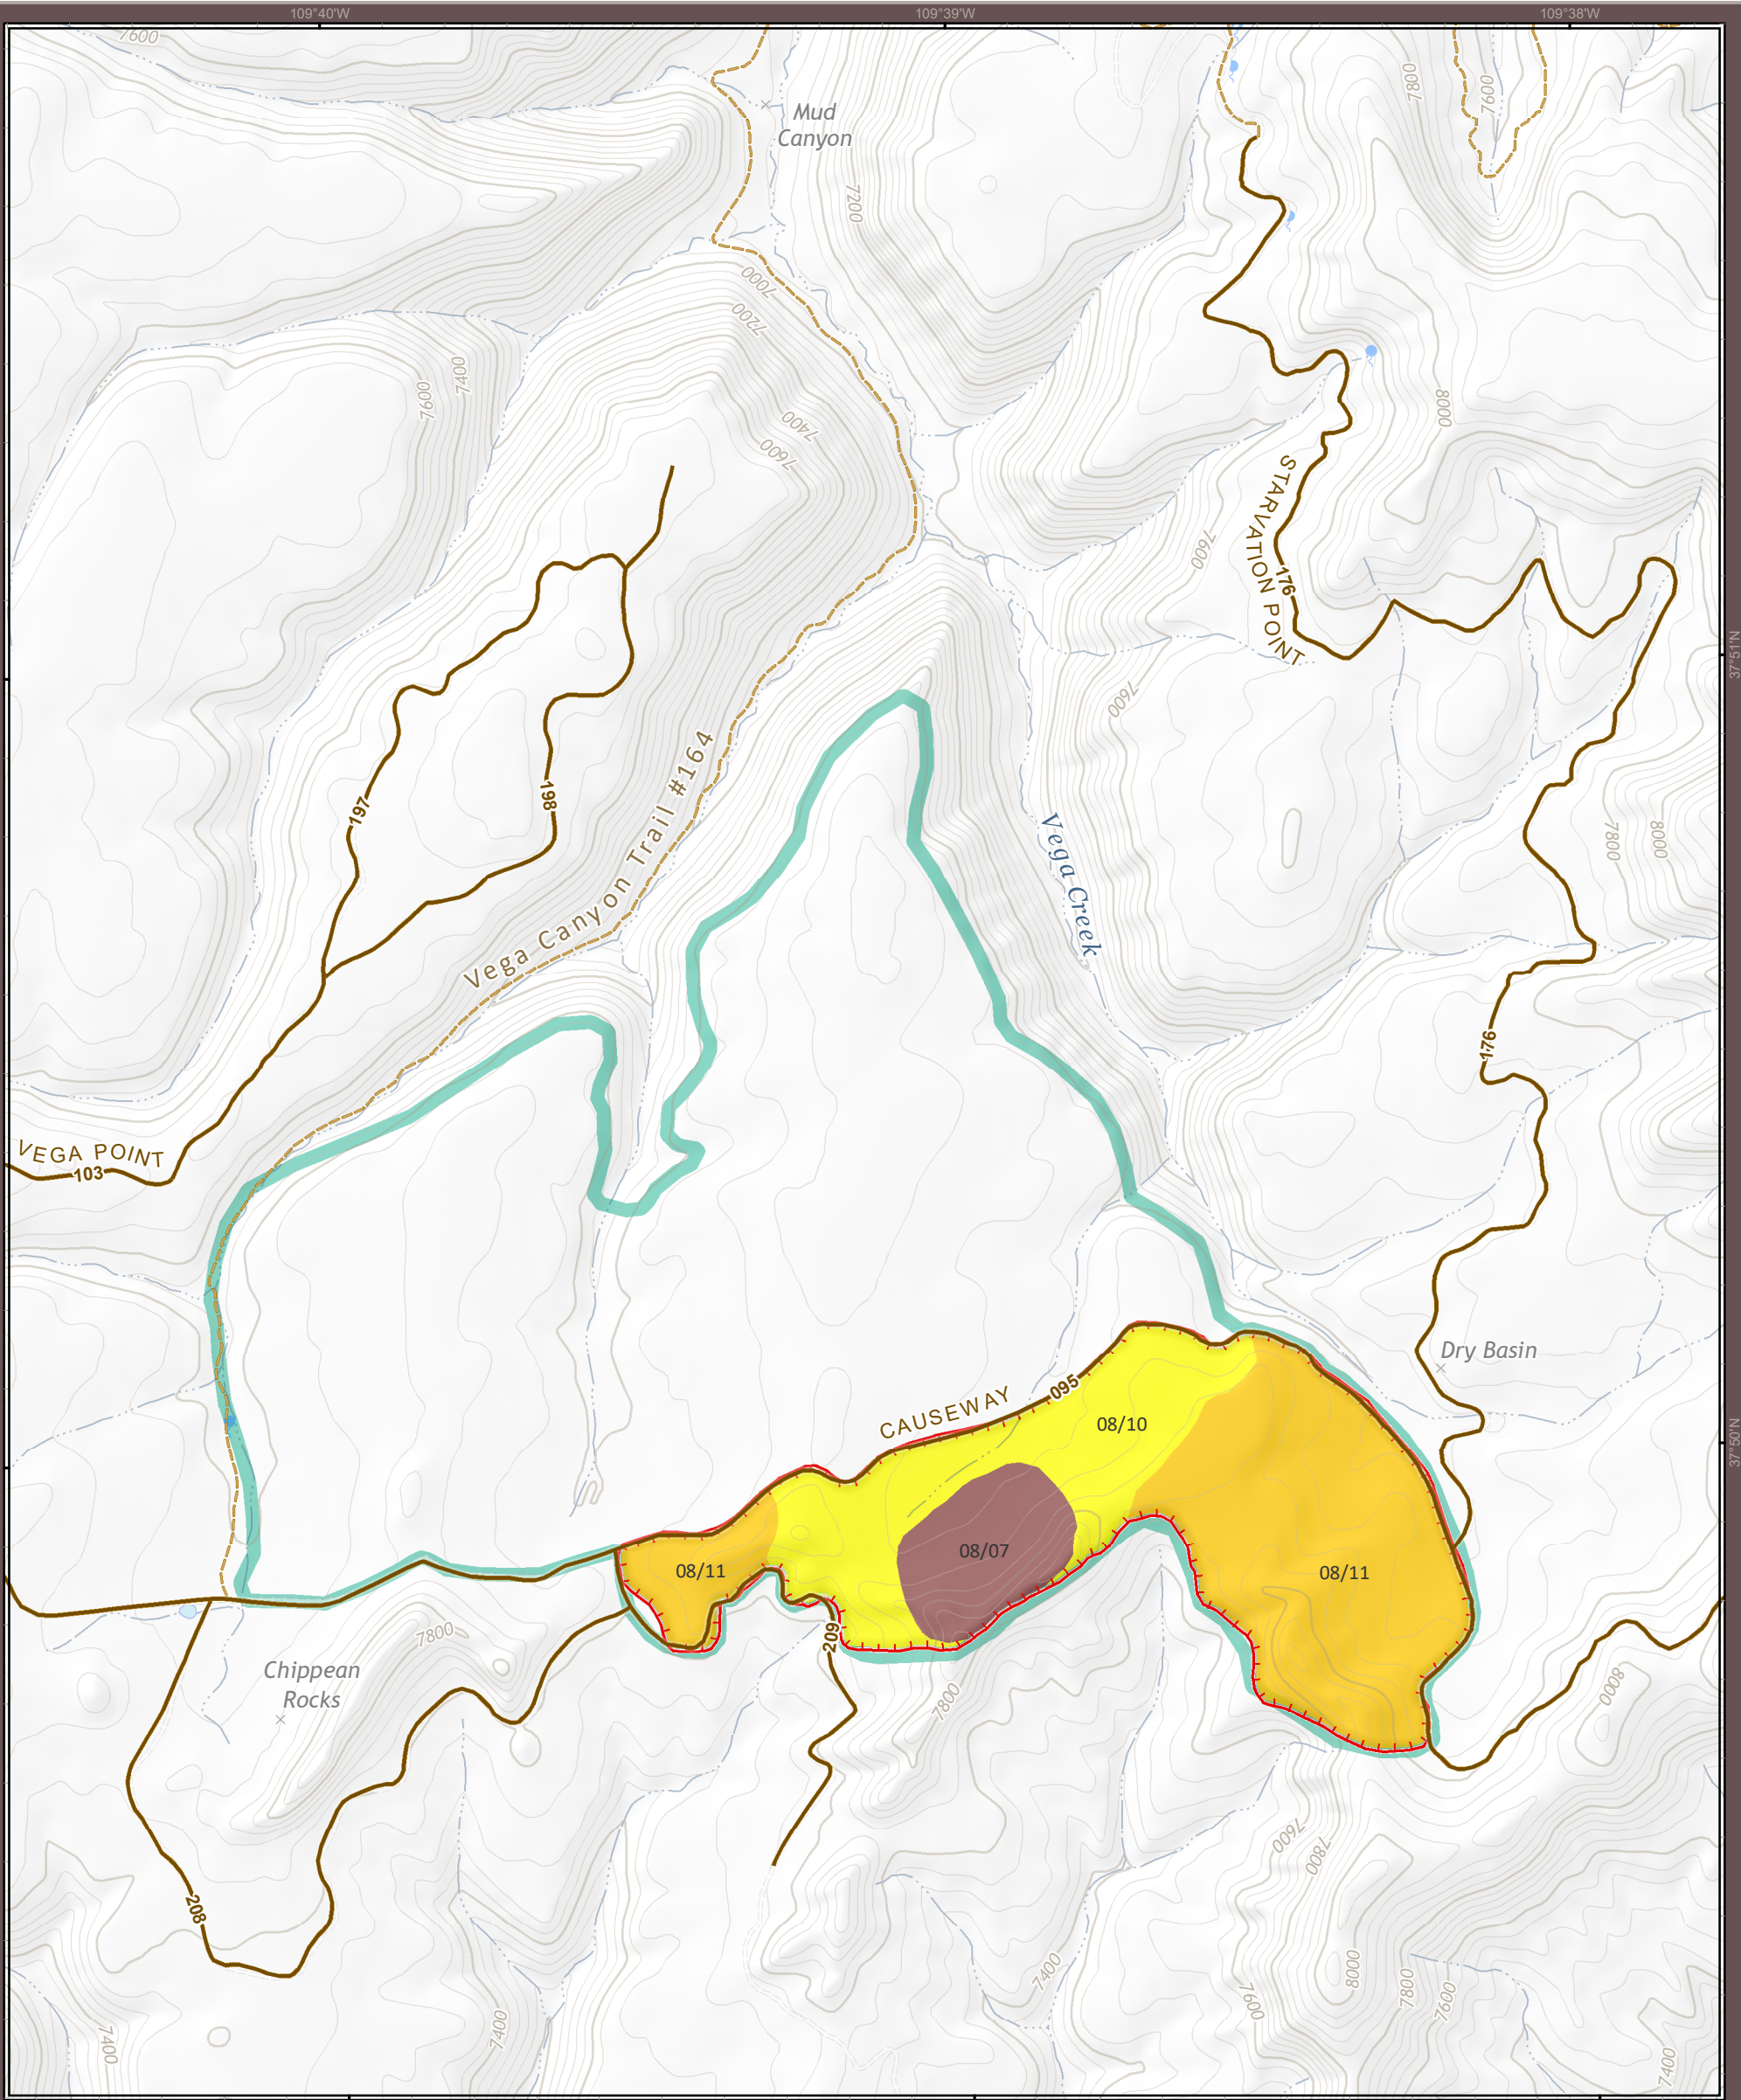 109°40'W
109°39'W
109°38'W
7600
Mud
Canyon
7800
7600
7200
7000
7200
7400
7600
7400
7600
8000
STARVATION POINT
176
7600
37°51'N
7600
Vega Canyon Trail #164
197
198
Vega Creek
7800
8000
176
VEGA POINT
103
Dry Basin
CAUSEWAY
095
08/10
37°50'N
08/07
08/11
08/11
209
7800
Chippean
Rocks
7800
8000
7600
7800
208
7400
8000
7800
7600
7600
7400
7400
7400